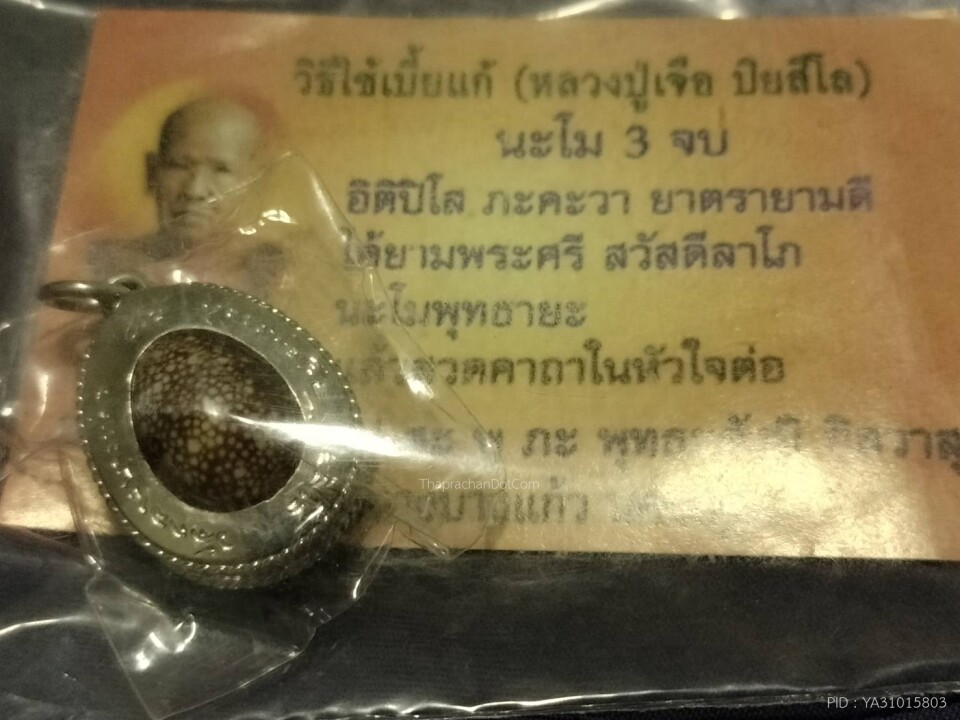 วิธีใช้เบี้ยแก้ (หลวงปู่เจือ ปิยสีโล)
นะโม 3 จบ
อิติปิโส ภะคะวา ยาตรายามดี
ได้ยามพระศรี สวัสดีลาโภ
นะโมพุทธายะ
แล้วสวดคาถาในหัวใจต่อ
ภะ
ThaprachanDotCom
PID : YA31015803